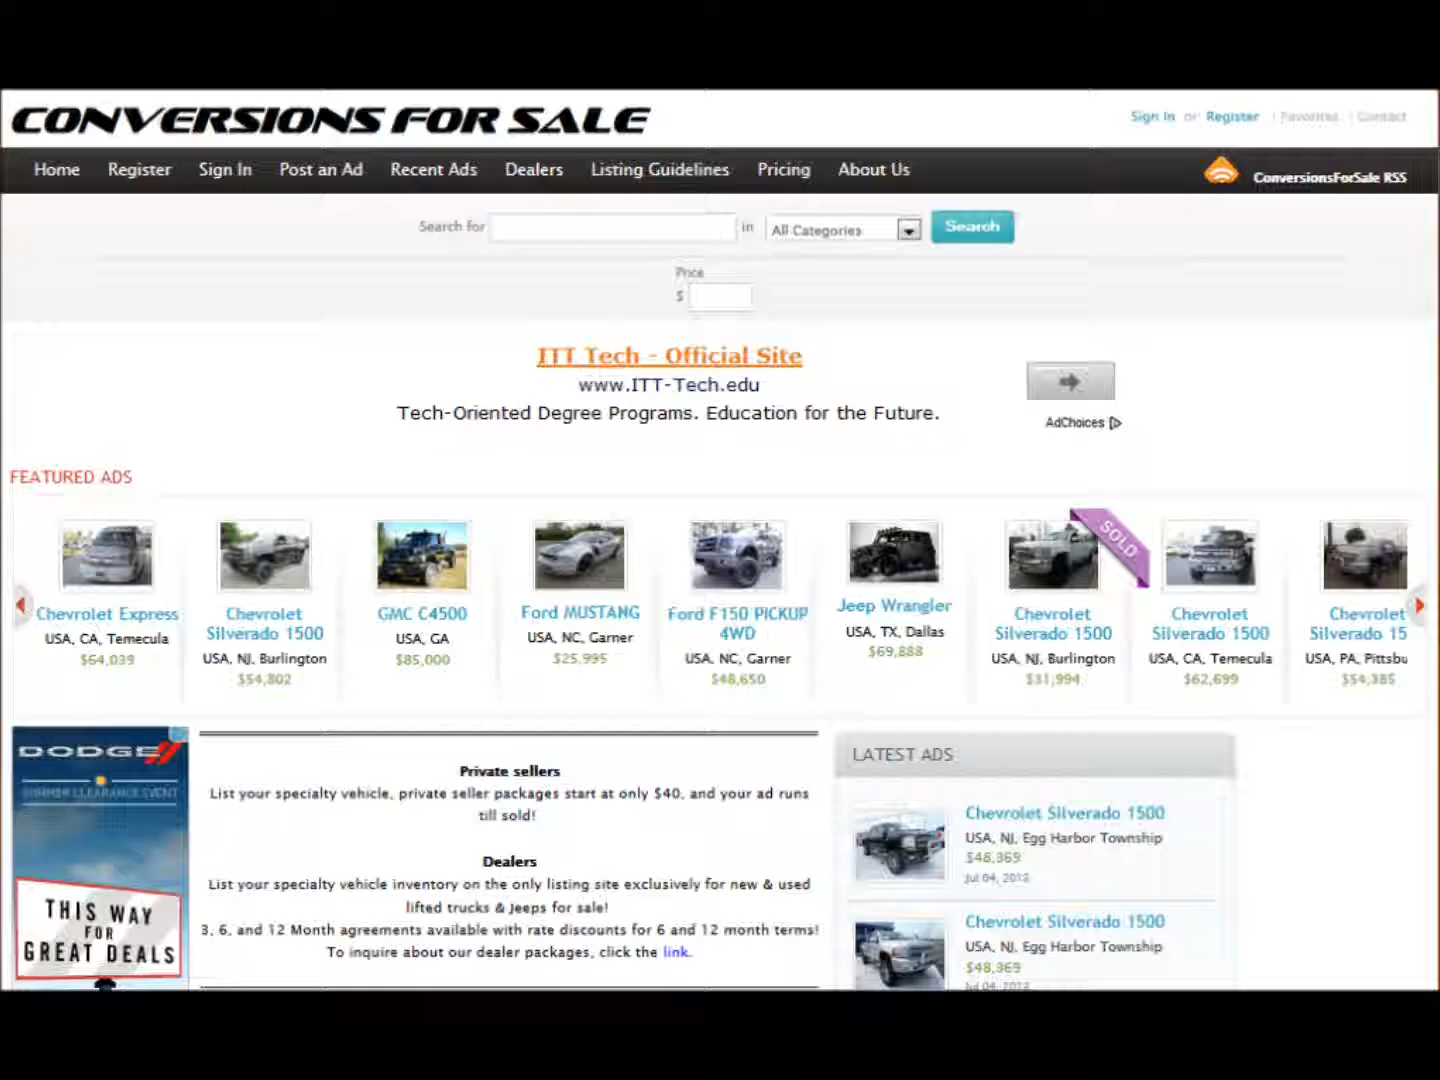 CONVERSIONS FOR SALE
Sign In or Register | Favorites | Contact
Home Register Sign In Post an Ad Recent Ads Dealers Listing Guidelines Pricing About Us
ConversionsForSale RSS
Search for in All Categories Search
Price
$
ITT Tech - Official Site
www.ITT-Tech.edu
Tech-Oriented Degree Programs. Education for the Future.
AdChoices
FEATURED ADS
Chevrolet Express
USA, CA, Temecula
$64,039
Chevrolet
Silverado 1500
USA, NJ, Burlington
$54,802
GMC C4500
USA, GA
$85,000
Ford MUSTANG
USA, NC, Garner
$25,995
Ford F150 PICKUP
4WD
USA, NC, Garner
$48,650
Jeep Wrangler
USA, TX, Dallas
$69,888
SOLD
Chevrolet
Silverado 1500
USA, NJ, Burlington
$31,994
Chevrolet
Silverado 1500
USA, CA, Temecula
$62,699
Chevrolet
Silverado 15
USA, PA, Pittsbu
$54,385
DODGE
SUMMER CLEARANCE EVENT
THIS WAY
FOR
GREAT DEALS
Private sellers
List your specialty vehicle, private seller packages start at only $40, and your ad runs
till sold!
Dealers
List your specialty vehicle inventory on the only listing site exclusively for new & used
lifted trucks & Jeeps for sale!
3, 6, and 12 Month agreements available with rate discounts for 6 and 12 month terms!
To inquire about our dealer packages, click the link.
LATEST ADS
Chevrolet Silverado 1500
USA, NJ, Egg Harbor Township
$48,369
Jul 04, 2012
Chevrolet Silverado 1500
USA, NJ, Egg Harbor Township
$48,369
Jul 04, 2012